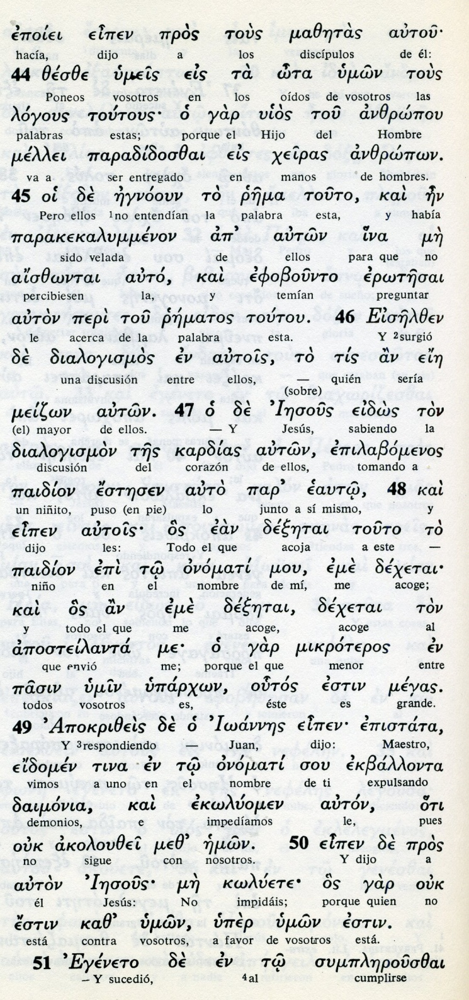 ἐποίει εἶπεν πρὸς τοὺς μαθητὰς αὐτοῦ·
hacía, dijo a los discípulos de él:
44 θέσθε ὑμεῖς εἰς τὰ ὦτα ὑμῶν τοὺς
Poneos vosotros en los oídos de vosotros las
λόγους τούτους· ὁ γὰρ υἱὸς τοῦ ἀνθρώπου
palabras estas; porque el Hijo del Hombre
μέλλει παραδίδοσθαι εἰς χεῖρας ἀνθρώπων.
va a ser entregado en manos de hombres.
45 οἱ δὲ ἠγνόουν τὸ ῥῆμα τοῦτο, καὶ ἦν
Pero ellos 1no entendían la palabra esta, y había
παρακεκαλυμμένον ἀπ' αὐτῶν ἵνα μὴ
sido velada de ellos para que no
αἴσθωνται αὐτό, καὶ ἐφοβοῦντο ἐρωτῆσαι
percibiesen la, y temían preguntar
αὐτὸν περὶ τοῦ ῥήματος τούτου. 46 Εἰσῆλθεν
le acerca de la palabra esta. Y 2surgió
δὲ διαλογισμὸς ἐν αὐτοῖς, τὸ τίς ἂν εἴη
una discusión entre ellos, — quién sería
(sobre)
μείζων αὐτῶν. 47 ὁ δὲ Ἰησοῦς εἰδὼς τὸν
(el) mayor de ellos. — Y Jesús, sabiendo la
διαλογισμὸν τῆς καρδίας αὐτῶν, ἐπιλαβόμενος
discusión del corazón de ellos, tomando a
παιδίον ἔστησεν αὐτὸ παρ' ἑαυτῷ, 48 καὶ
un niñito, puso (en pie) lo junto a sí mismo, y
εἶπεν αὐτοῖς· ὃς ἐὰν δέξηται τοῦτο τὸ
dijo les: Todo el que acoja a este —
παιδίον ἐπὶ τῷ ὀνόματί μου, ἐμὲ δέχεται·
niño en el nombre de mí, me acoge;
καὶ ὃς ἂν ἐμὲ δέξηται, δέχεται τὸν
y todo el que me acoge, acoge al
ἀποστείλαντά με· ὁ γὰρ μικρότερος ἐν
que envió me; porque el que menor entre
πᾶσιν ὑμῖν ὑπάρχων, οὗτός ἐστιν μέγας.
todos vosotros es, éste es grande.
49 Ἀποκριθεὶς δὲ ὁ Ἰωάννης εἶπεν· ἐπιστάτα,
Y 3respondiendo Juan, dijo: Maestro,
εἴδομέν τινα ἐν τῷ ὀνόματί σου ἐκβάλλοντα
vimos a uno en el nombre de ti expulsando
δαιμόνια, καὶ ἐκωλύομεν αὐτόν, ὅτι
demonios, e impedíamos le, pues
οὐκ ἀκολουθεῖ μεθ' ἡμῶν. 50 εἶπεν δὲ πρὸς
no sigue con nosotros. Y dijo a
αὐτὸν Ἰησοῦς· μὴ κωλύετε· ὃς γὰρ οὐκ
él Jesús: No impidáis; porque quien no
ἔστιν καθ' ὑμῶν, ὑπὲρ ὑμῶν ἐστιν.
está contra vosotros, a favor de vosotros está.
51 Ἐγένετο δὲ ἐν τῷ συμπληροῦσθαι
— Y sucedió, 4al cumplirse